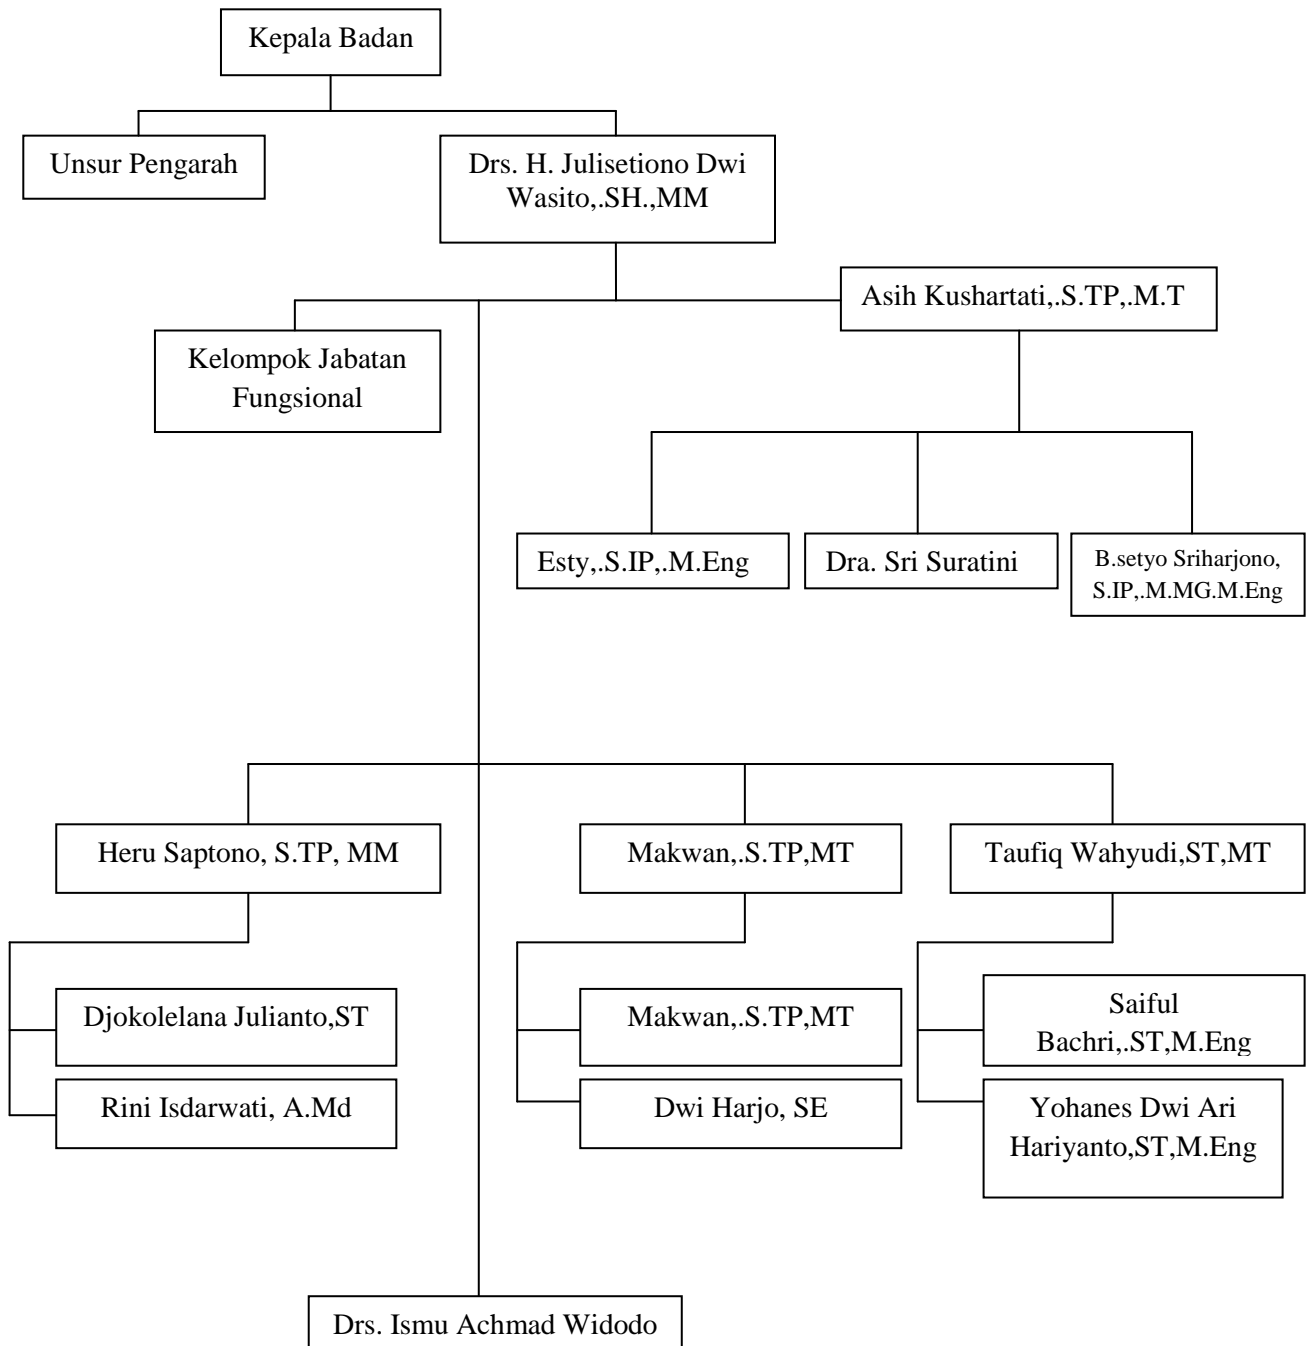 Kepala Badan
Unsur Pengarah
Drs. H. Julisetiono Dwi
Wasito,.SH.,MM
Asih Kushartati,.S.TP,.M.T
Kelompok Jabatan
Fungsional
Esty,.S.IP,.M.Eng
Dra. Sri Suratini
B.setyo Sriharjono,
S.IP,.M.MG.M.Eng
Heru Saptono, S.TP, MM
Makwan,.S.TP,MT
Taufiq Wahyudi,ST,MT
Djokolelana Julianto,ST
Rini Isdarwati, A.Md
Makwan,.S.TP,MT
Dwi Harjo, SE
Saiful
Bachri,.ST,M.Eng
Yohanes Dwi Ari
Hariyanto,ST,M.Eng
Drs. Ismu Achmad Widodo